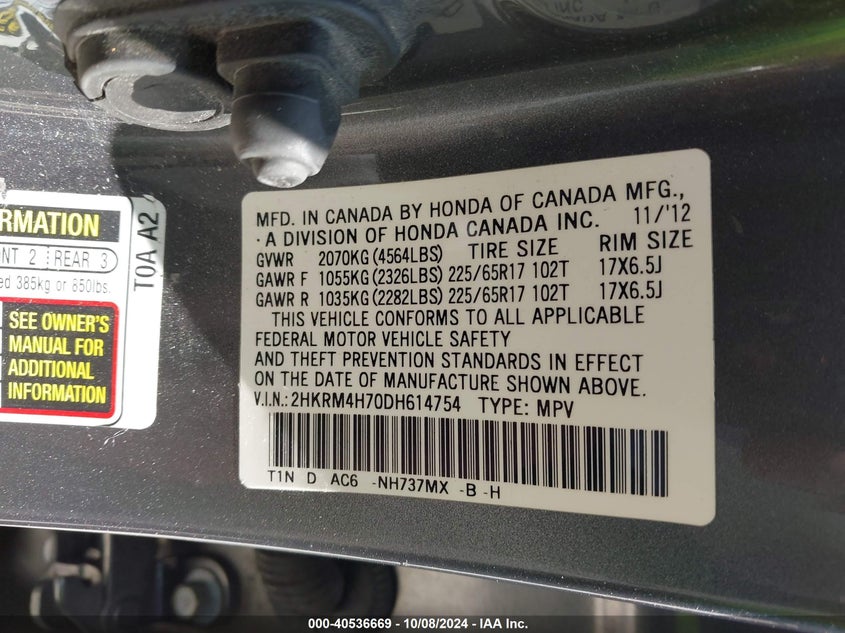 RMATION
NT 2 REAR 3
ed 385kg or 850lbs.
TOA A2
SEE OWNER'S
MANUAL FOR
ADDITIONAL
INFORMATION
MFD. IN CANADA BY HONDA OF CANADA MFG.,
A DIVISION OF HONDA CANADA INC. 11/'12
GVWR 2070KG (4564LBS) TIRE SIZE RIM SIZE
GAWR F 1055KG (2326LBS) 225/65R17 102T 17X6.5J
GAWR R 1035KG (2282LBS) 225/65R17 102T 17X6.5J
THIS VEHICLE CONFORMS TO ALL APPLICABLE
FEDERAL MOTOR VEHICLE SAFETY
AND THEFT PREVENTION STANDARDS IN EFFECT
ON THE DATE OF MANUFACTURE SHOWN ABOVE.
V.I.N.: 2HKRM4H70DH614754 TYPE: MPV
T1N D AC6 -NH737MX -B -H
000-40536669 - 10/08/2024 - IAA Inc.